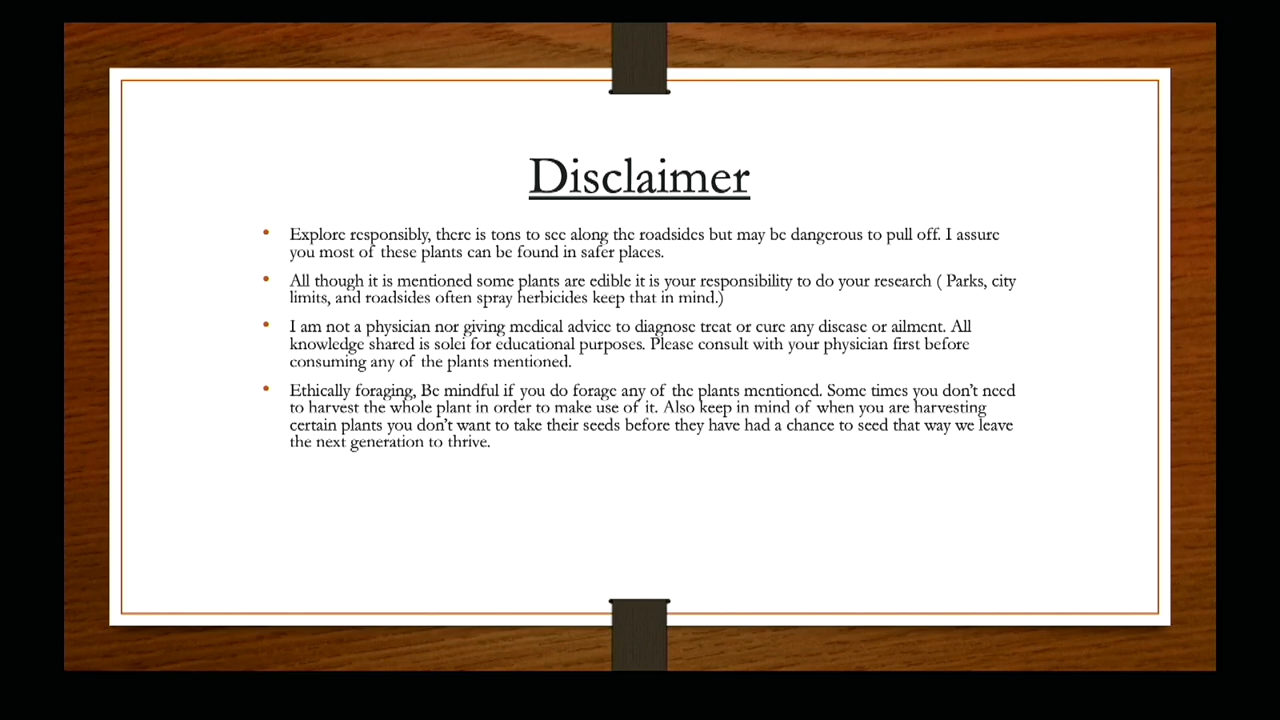 Disclaimer
• Explore responsibly, there is tons to see along the roadsides but may be dangerous to pull off. I assure
you most of these plants can be found in safer places.
• All though it is mentioned some plants are edible it is your responsibility to do your research ( Parks, city
limits, and roadsides often spray herbicides keep that in mind.)
• I am not a physician nor giving medical advice to diagnose treat or cure any disease or ailment. All
knowledge shared is solei for educational purposes. Please consult with your physician first before
consuming any of the plants mentioned.
• Ethically foraging, Be mindful if you do forage any of the plants mentioned. Some times you don't need
to harvest the whole plant in order to make use of it. Also keep in mind of when you are harvesting
certain plants you don't want to take their seeds before they have had a chance to seed that way we leave
the next generation to thrive.